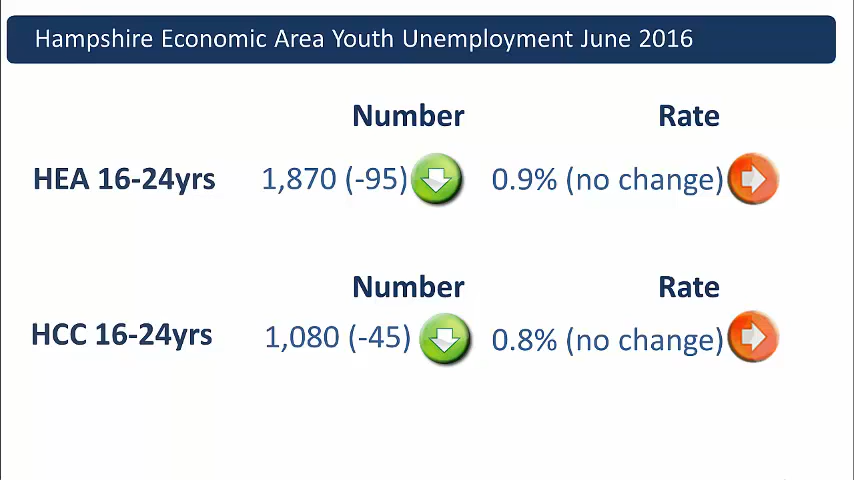 Hampshire Economic Area Youth Unemployment June 2016
Number Rate
HEA 16-24yrs 1,870 (-95) 0.9% (no change)
Number Rate
HCC 16-24yrs 1,080 (-45) 0.8% (no change)